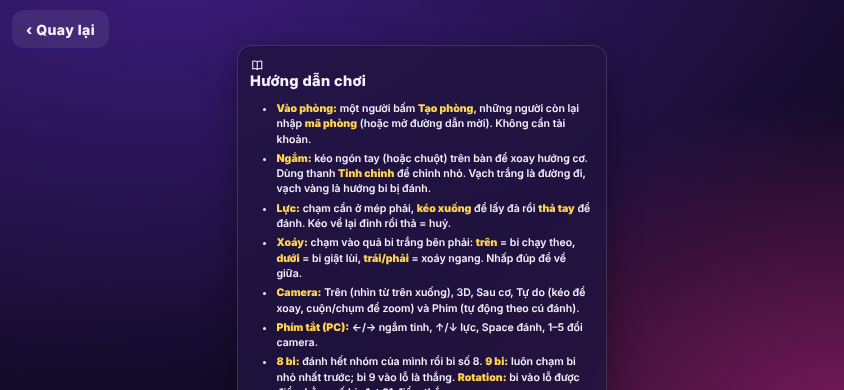 ‹ Quay lại
Hướng dẫn chơi
• Vào phòng: một người bấm Tạo phòng, những người còn lại
nhập mã phòng (hoặc mở đường dẫn mời). Không cần tài
khoản.
• Ngắm: kéo ngón tay (hoặc chuột) trên bàn để xoay hướng cơ.
Dùng thanh Tinh chỉnh để chỉnh nhỏ. Vạch trắng là đường đi,
vạch vàng là hướng bi bị đánh.
• Lực: chạm cần ở mép phải, kéo xuống để lấy đà rồi thả tay để
đánh. Kéo về lại đỉnh rồi thả = huỷ.
• Xoáy: chạm vào quả bi trắng bên phải: trên = bi chạy theo,
dưới = bi giật lùi, trái/phải = xoáy ngang. Nhấp đúp để về
giữa.
• Camera: Trên (nhìn từ trên xuống), 3D, Sau cơ, Tự do (kéo để
xoay, cuộn/chụm để zoom) và Phim (tự động theo cú đánh).
• Phím tắt (PC): ←/→ ngắm tinh, ↑/↓ lực, Space đánh, 1–5 đổi
camera.
• 8 bi: đánh hết nhóm của mình rồi bi số 8. 9 bi: luôn chạm bi
nhỏ nhất trước; bi 9 vào lỗ là thắng. Rotation: bi vào lỗ được